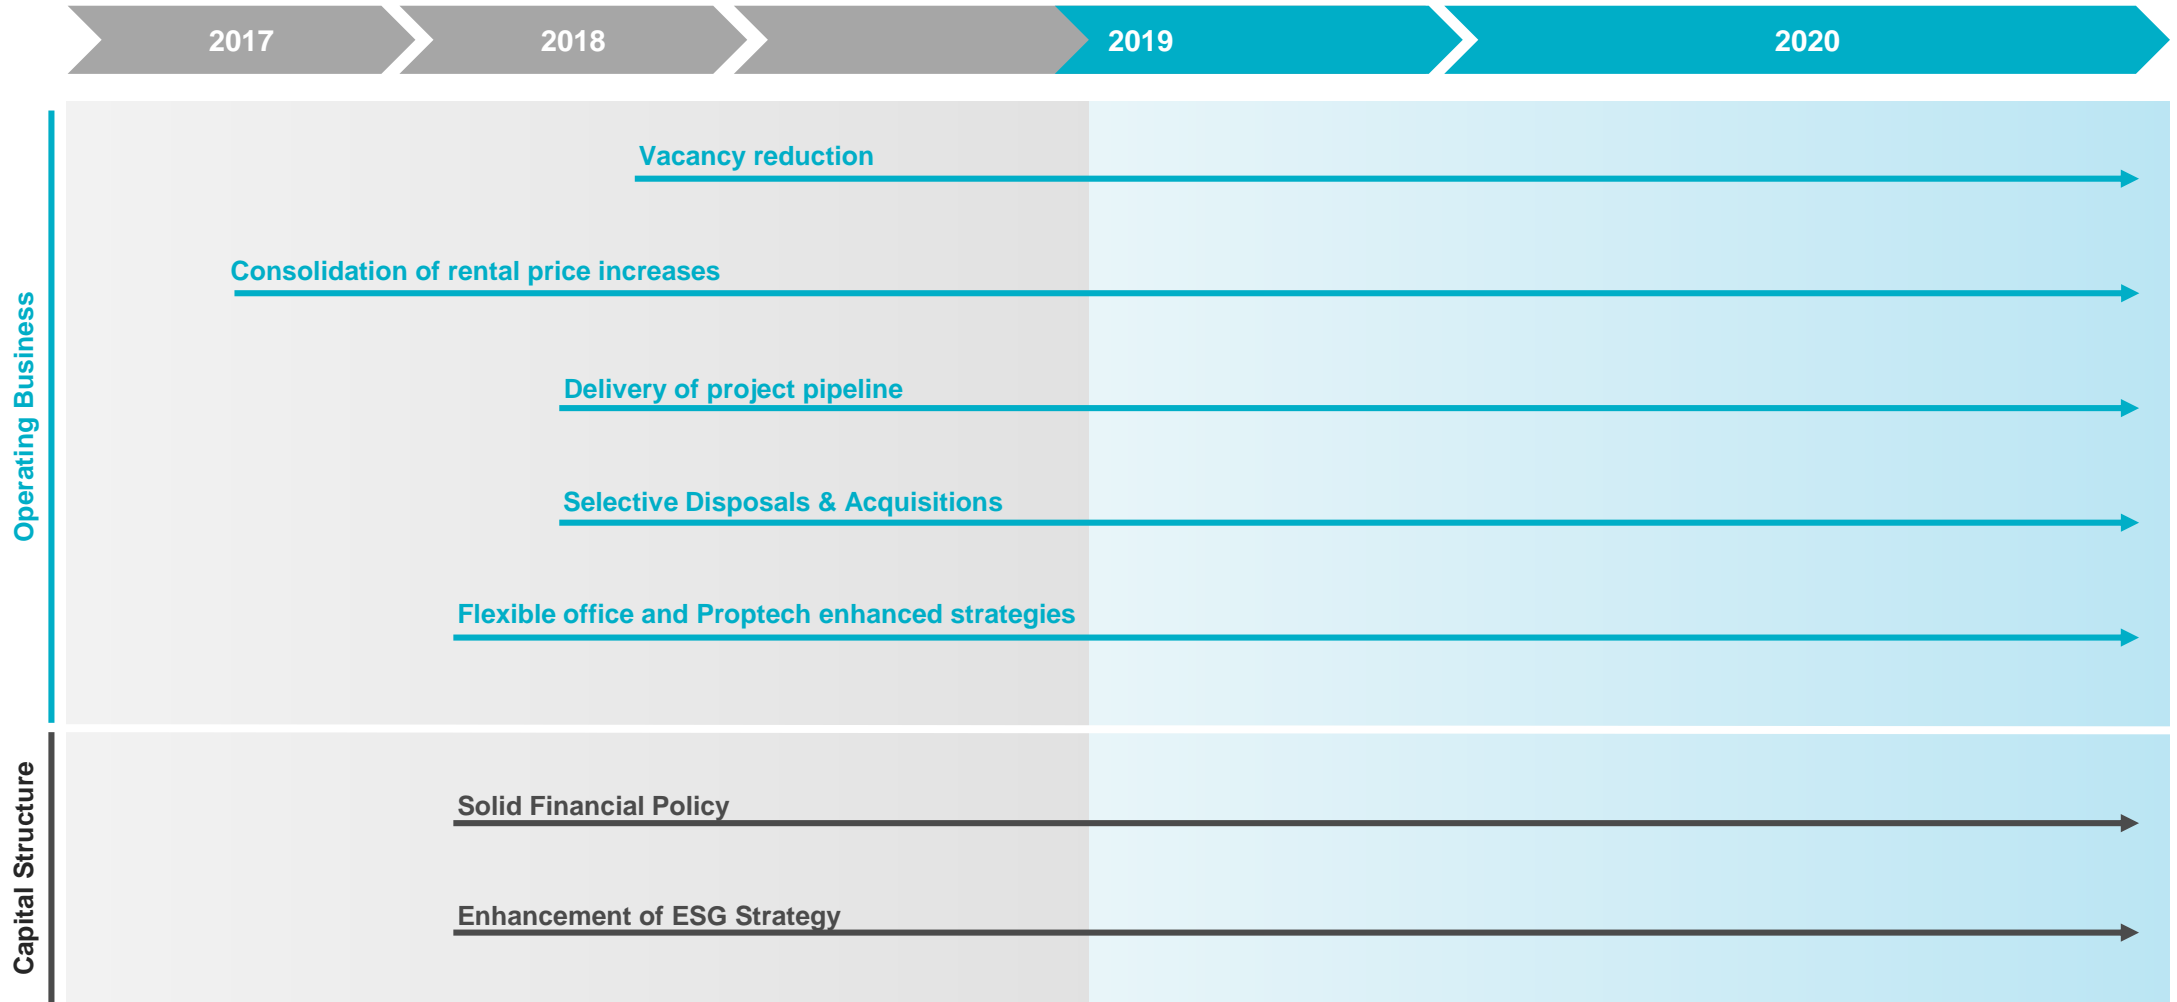 2017
2018
2019
2020
Operating Business
Vacancy reduction
Consolidation of rental price increases
Delivery of project pipeline
Selective Disposals & Acquisitions
Flexible office and Proptech enhanced strategies
Capital Structure
Solid Financial Policy
Enhancement of ESG Strategy